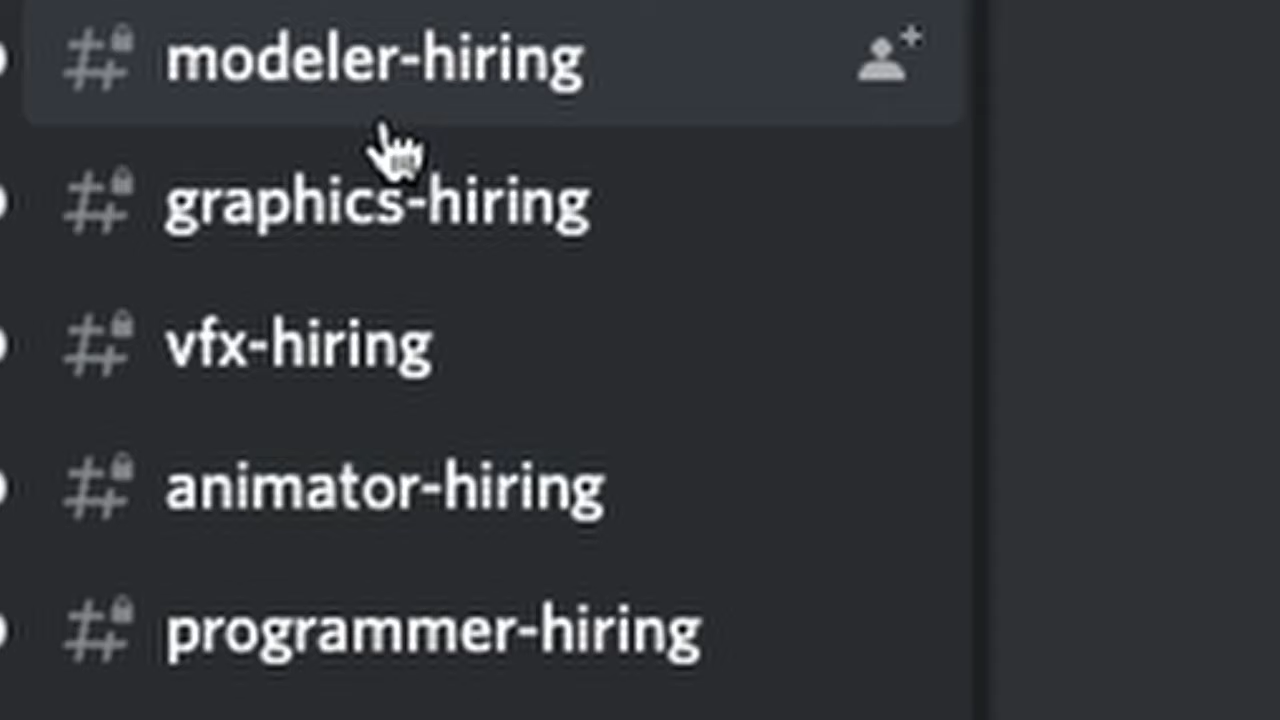 modeler-hiring
graphics-hiring
vfx-hiring
animator-hiring
programmer-hiring